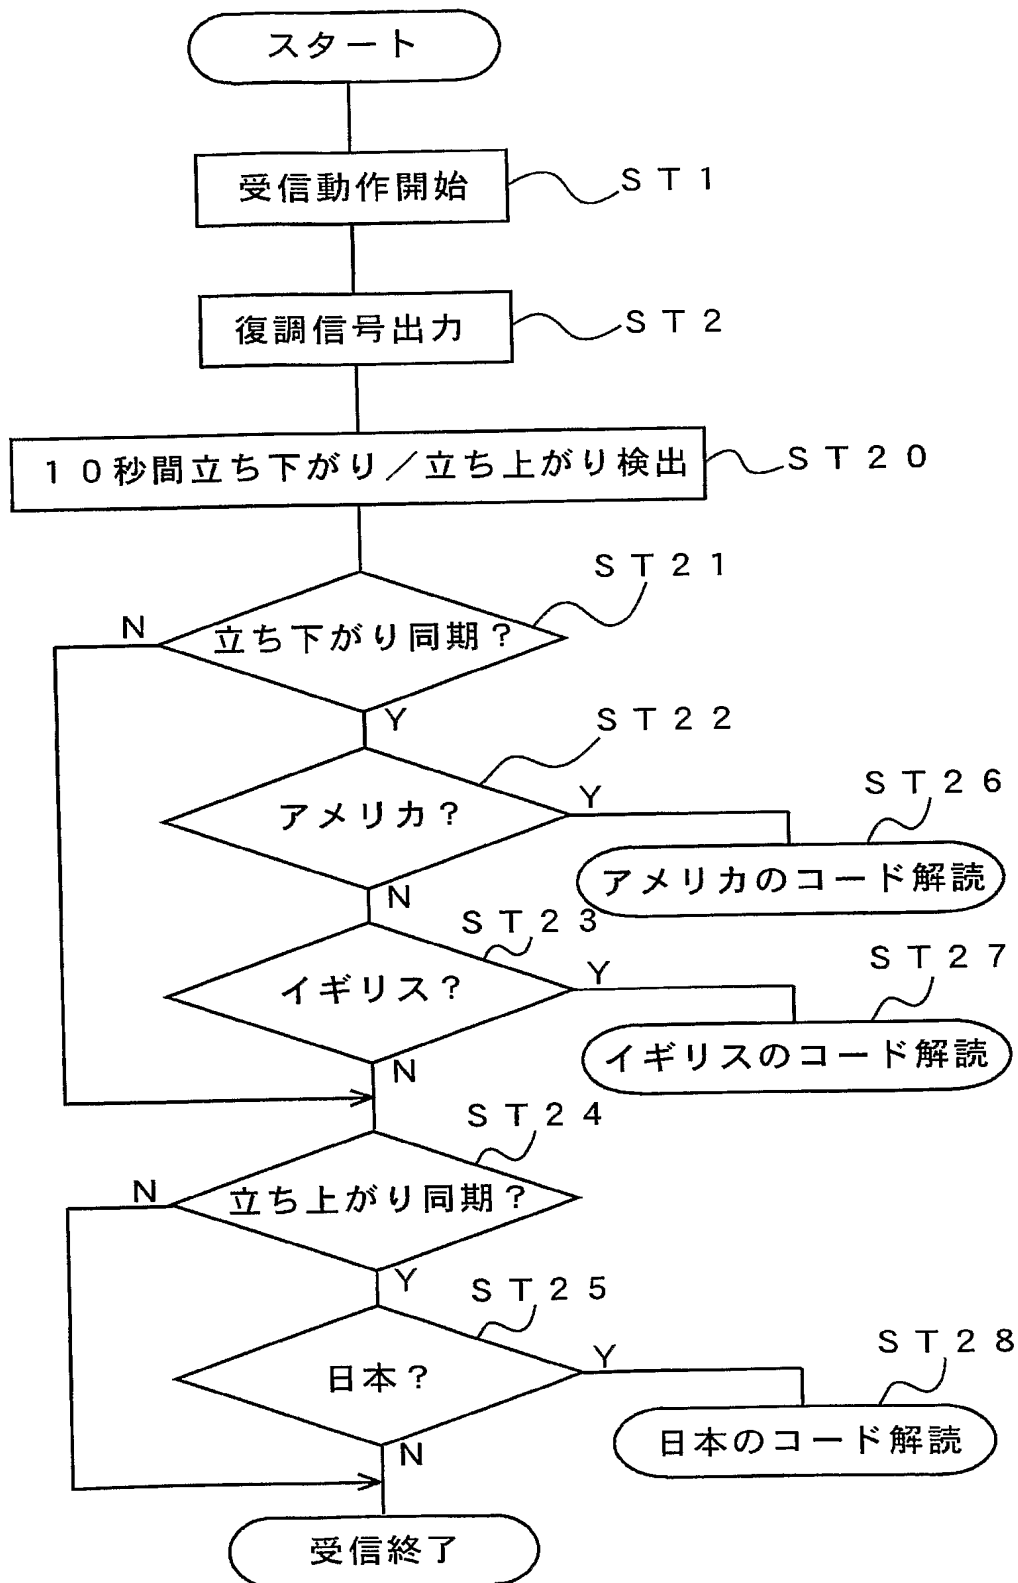 スタート
受信動作開始
ST1
復調信号出力
ST2
10秒間立ち下がり/立ち上がり検出
ST20
ST21
N
立ち下がり同期?
Y
ST22
アメリカ?
Y
ST26
アメリカのコード解読
N
ST23
イギリス?
Y
ST27
イギリスのコード解読
N
ST24
N
立ち上がり同期?
Y
ST25
日本?
Y
ST28
日本のコード解読
N
受信終了